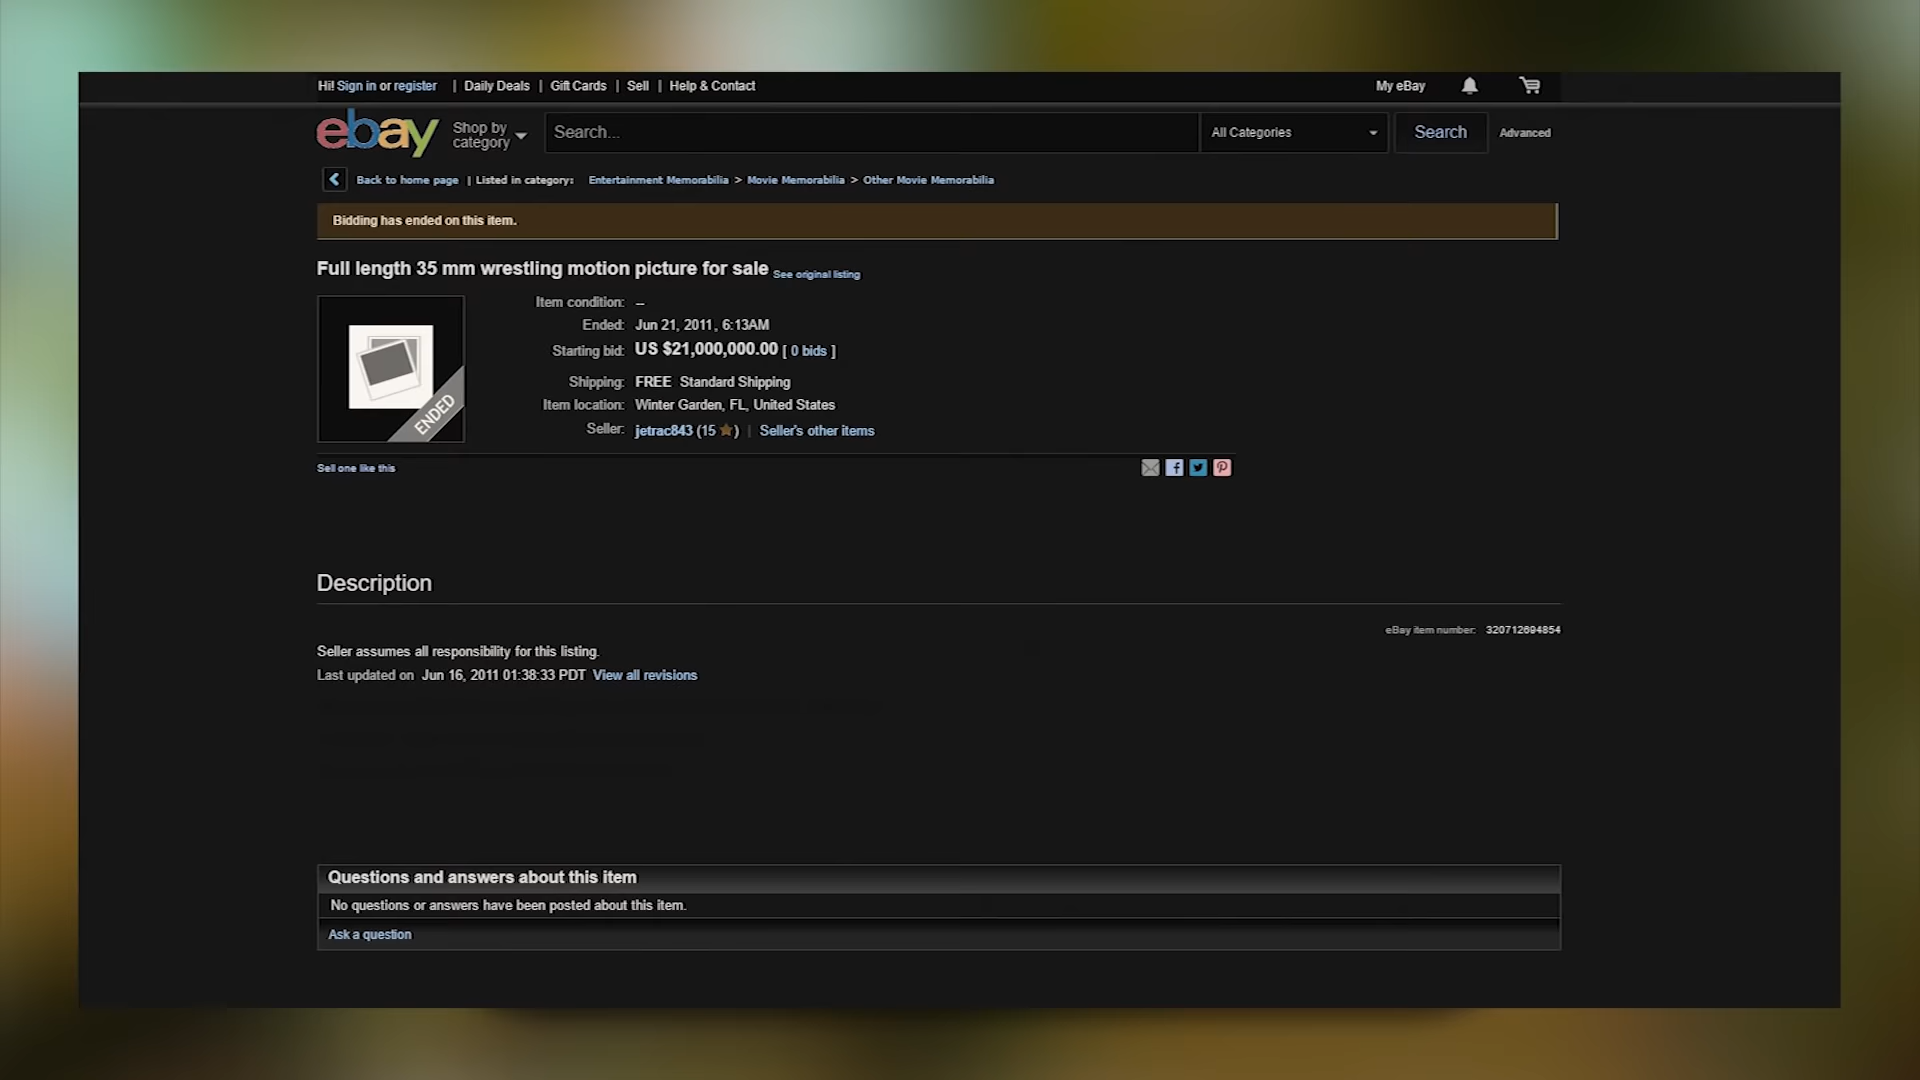 Hi! Sign in or register | Daily Deals | Gift Cards | Sell | Help & Contact My eBay
ebay Shop by category Search... All Categories Search Advanced
Back to home page | Listed in category: Entertainment Memorabilia > Movie Memorabilia > Other Movie Memorabilia
Bidding has ended on this item.
Full length 35 mm wrestling motion picture for sale See original listing
ENDED
Item condition: --
Ended: Jun 21, 2011 , 6:13AM
Starting bid: US $21,000,000.00 [ 0 bids ]
Shipping: FREE Standard Shipping
Item location: Winter Garden, FL, United States
Seller: jetrac843 (15 ★) | Seller's other items
Sell one like this
Description
eBay item number: 320712694854
Seller assumes all responsibility for this listing.
Last updated on Jun 16, 2011 01:38:33 PDT View all revisions
Questions and answers about this item
No questions or answers have been posted about this item.
Ask a question